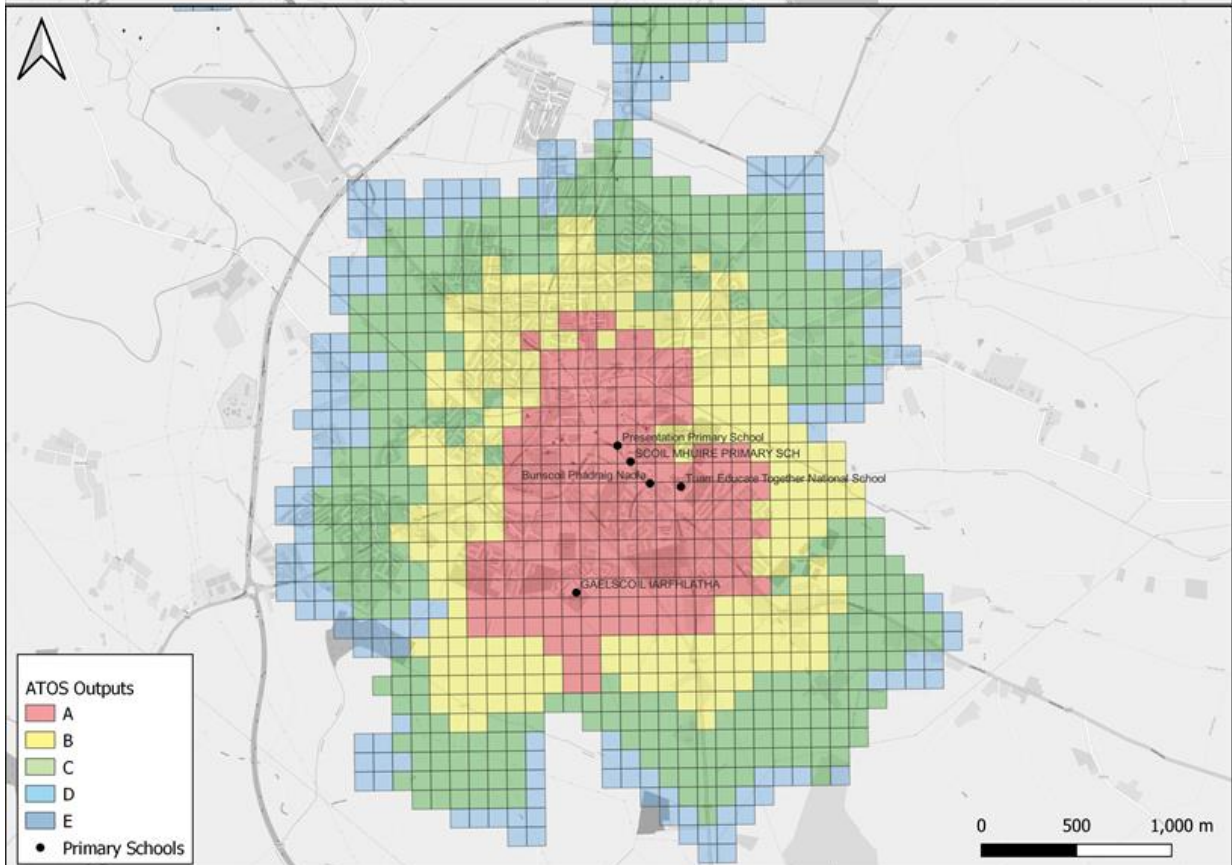 Presentation Primary School
SCOIL MHUIRE PRIMARY SCH
Bunscoil Phádraig Naofa
Tuam Educate Together National School
GAELSCOIL IARFHLATHA
ATOS Outputs
A
B
C
D
E
Primary Schools
0 500 1,000 m